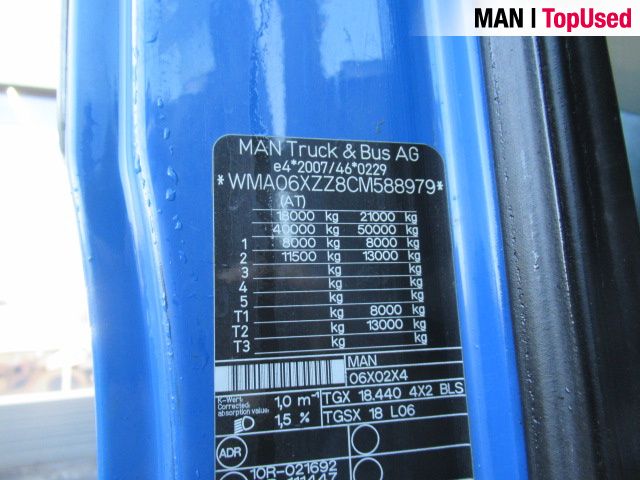 MAN | TopUsed
MAN Truck & Bus AG
e4*2007/46*0229
*WMA06XZZ8CM588979*
(AT)
18000 kg 21000 kg
40000 kg 50000 kg
1 8000 kg 8000 kg
2 11500 kg 13000 kg
3 kg kg
4 kg kg
5 kg kg
T1 kg 8000 kg
T2 kg 13000 kg
T3 kg kg
MAN
06X02X4
K-Wert Corrected absorption value: 1,0 m⁻¹ TGX 18.440 4X2 BLS
1,5 % TGSX 18 L06
ADR
10R-021692